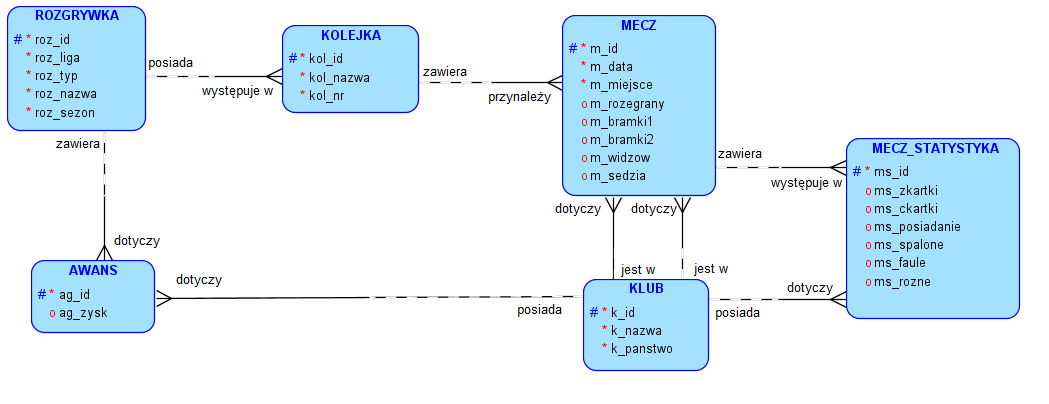 ROZGRYWKA
# * roz_id
* roz_liga
* roz_typ
* roz_nazwa
* roz_sezon
posiada
występuje w
KOLEJKA
# * kol_id
* kol_nazwa
* kol_nr
zawiera
przynależy
MECZ
# * m_id
* m_data
* m_miejsce
o m_rozegrany
o m_bramki1
o m_bramki2
o m_widzow
o m_sedzia
zawiera
występuje w
MECZ_STATYSTYKA
# * ms_id
o ms_zkartki
o ms_ckartki
o ms_posiadanie
o ms_spalone
o ms_faule
o ms_rozne
zawiera
dotyczy
dotyczy
dotyczy
jest w
jest w
AWANS
# * ag_id
o ag_zysk
dotyczy
posiada
KLUB
# * k_id
* k_nazwa
* k_panstwo
posiada
dotyczy